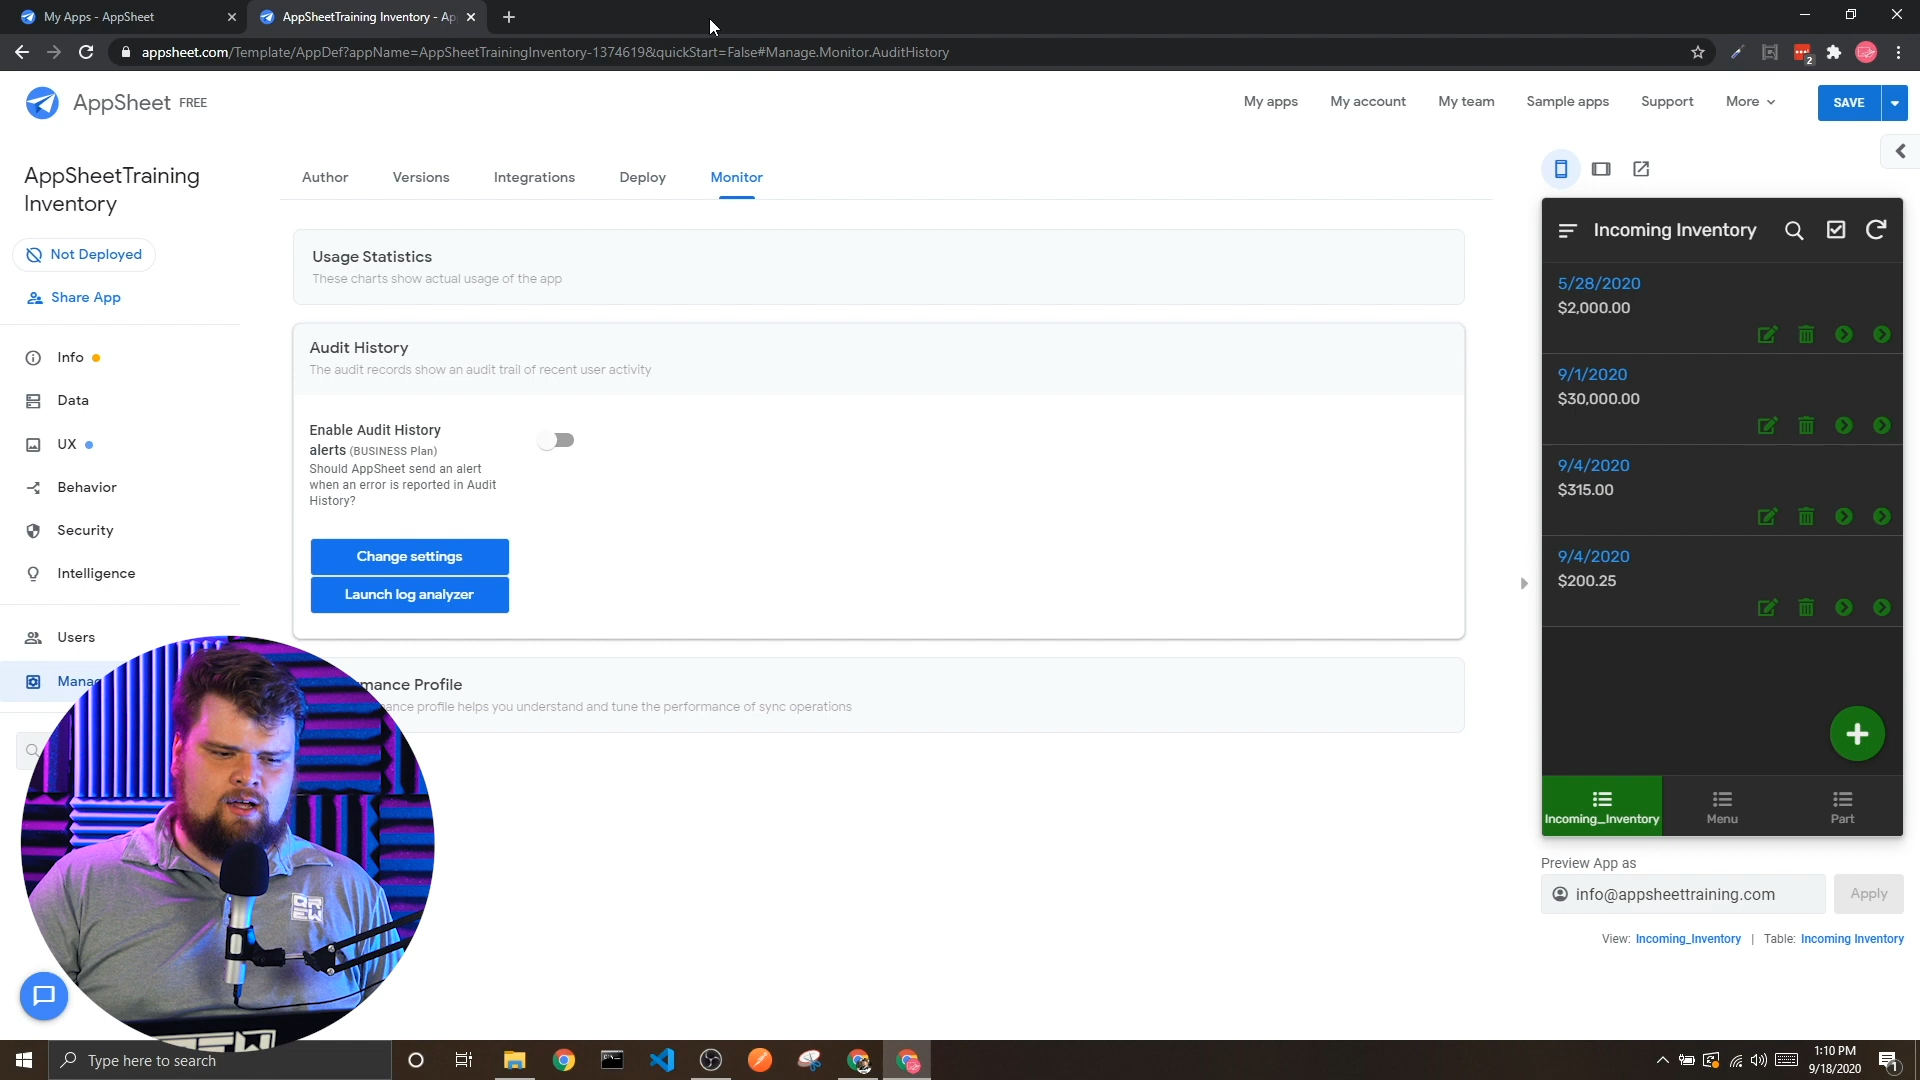 My Apps - AppSheet
AppSheetTraining Inventory - Ap
appsheet.com/Template/AppDef?appName=AppSheetTrainingInventory-1374619&quickStart=False#Manage.Monitor.AuditHistory
2
AppSheet FREE
My apps
My account
My team
Sample apps
Support
More
SAVE
AppSheetTraining
Inventory
Not Deployed
Share App
Info
Data
UX
Behavior
Security
Intelligence
Users
Author
Versions
Integrations
Deploy
Monitor
Usage Statistics
These charts show actual usage of the app
Audit History
The audit records show an audit trail of recent user activity
Enable Audit History
alerts (BUSINESS Plan)
Should AppSheet send an alert
when an error is reported in Audit
History?
Change settings
Launch log analyzer
Profile
profile helps you understand and tune the performance of sync operations
Incoming Inventory
5/28/2020
$2,000.00
9/1/2020
$30,000.00
9/4/2020
$315.00
9/4/2020
$200.25
Incoming_Inventory
Menu
Part
Preview App as
info@appsheettraining.com
Apply
View: Incoming_Inventory | Table: Incoming Inventory
Type here to search
1:10 PM
9/18/2020
1